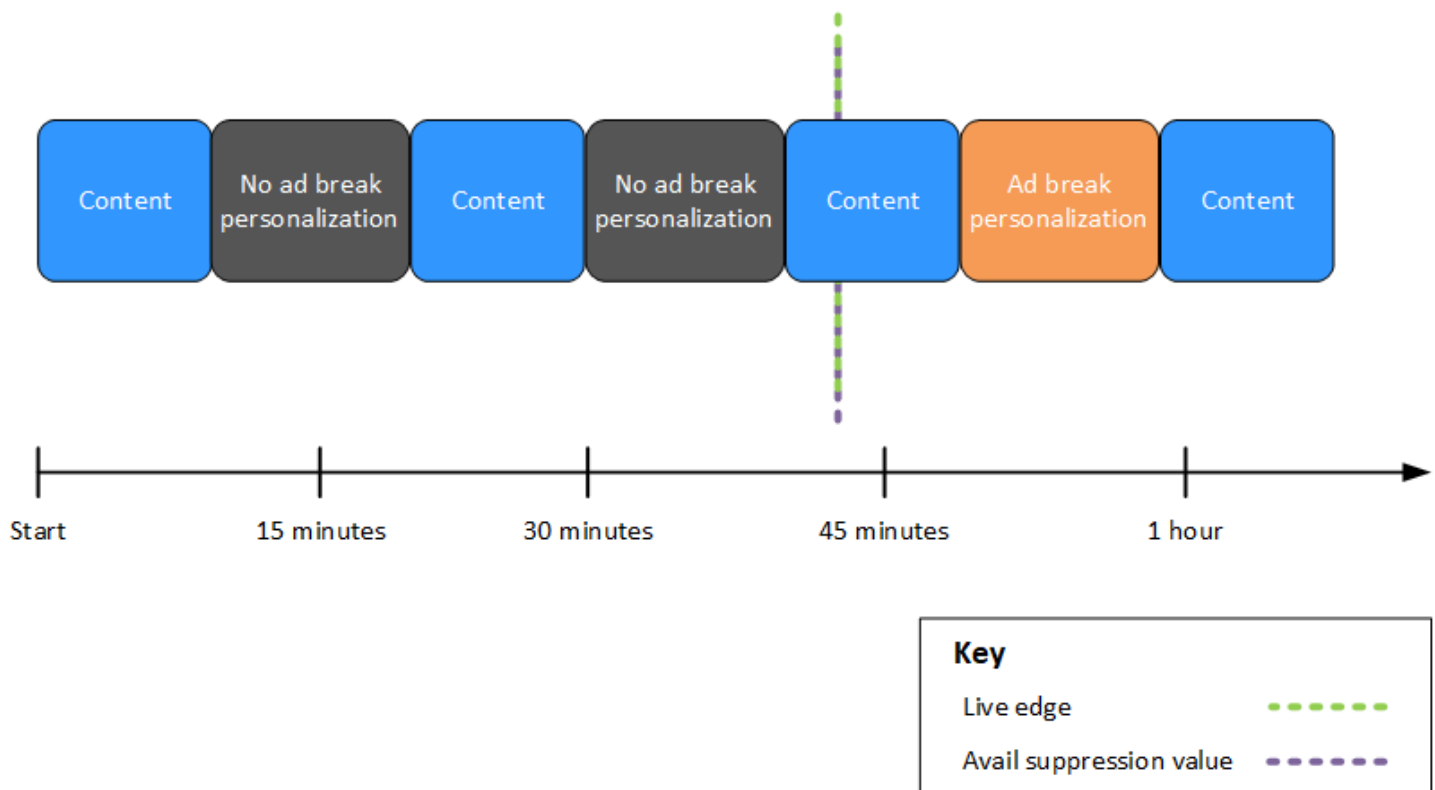 Content
No ad break
personalization
Content
No ad break
personalization
Content
Ad break
personalization
Content
Start
15 minutes
30 minutes
45 minutes
1 hour
Key
Live edge
Avail suppression value